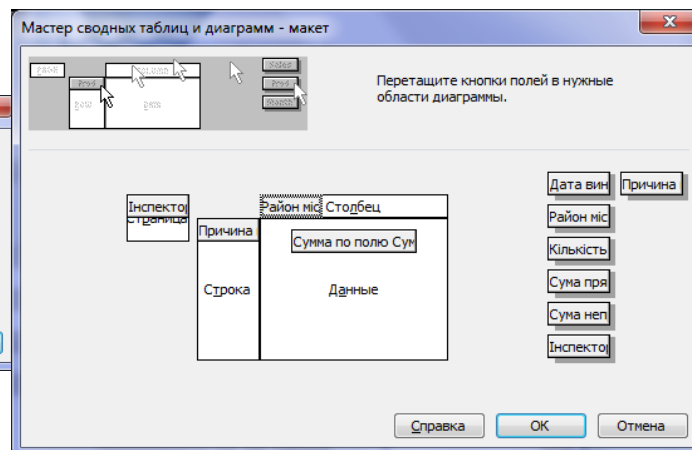 Мастер сводных таблиц и диаграмм - макет
Перетащите кнопки полей в нужные
области диаграммы.
Інспектор
Страница
Район міс
Столбец
Причина
Сумма по полю Сум
Строка
Данные
Дата вин
Причина
Район міс
Кількість
Сума пря
Сума неп
Інспектор
Справка
ОК
Отмена